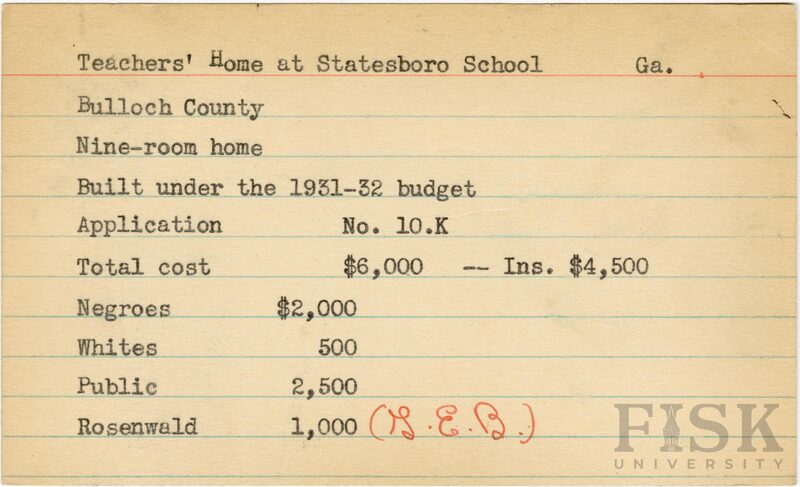 Teachers' Home at Statesboro School Ga.
Bulloch County
Nine-room home
Built under the 1931-32 budget
Application No. 10.K
Total cost $6,000 -- Ins. $4,500
Negroes $2,000
Whites 500
Public 2,500
Rosenwald 1,000 (G.E.B.)
FISK
UNIVERSITY